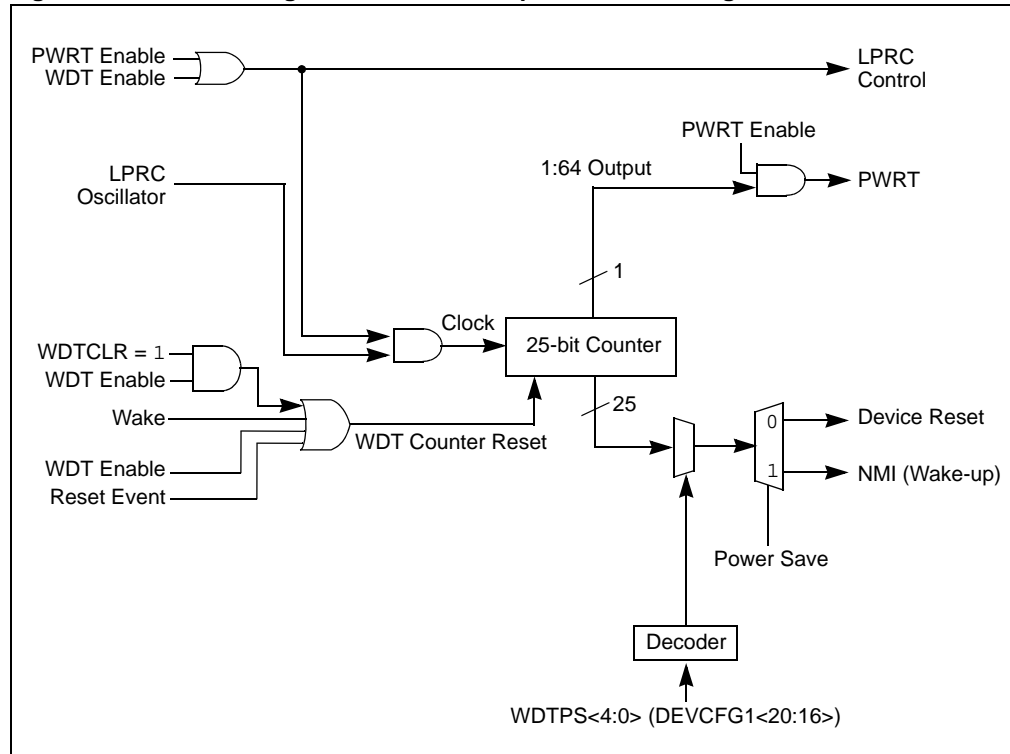 PWRT Enable
WDT Enable
LPRC
Control
PWRT Enable
LPRC
Oscillator
1:64 Output
PWRT
1
Clock
25-bit Counter
WDTCLR = 1
WDT Enable
Wake
WDT Counter Reset
WDT Enable
Reset Event
25
0
Device Reset
1
NMI (Wake-up)
Power Save
Decoder
WDTPS<4:0> (DEVCFG1<20:16>)